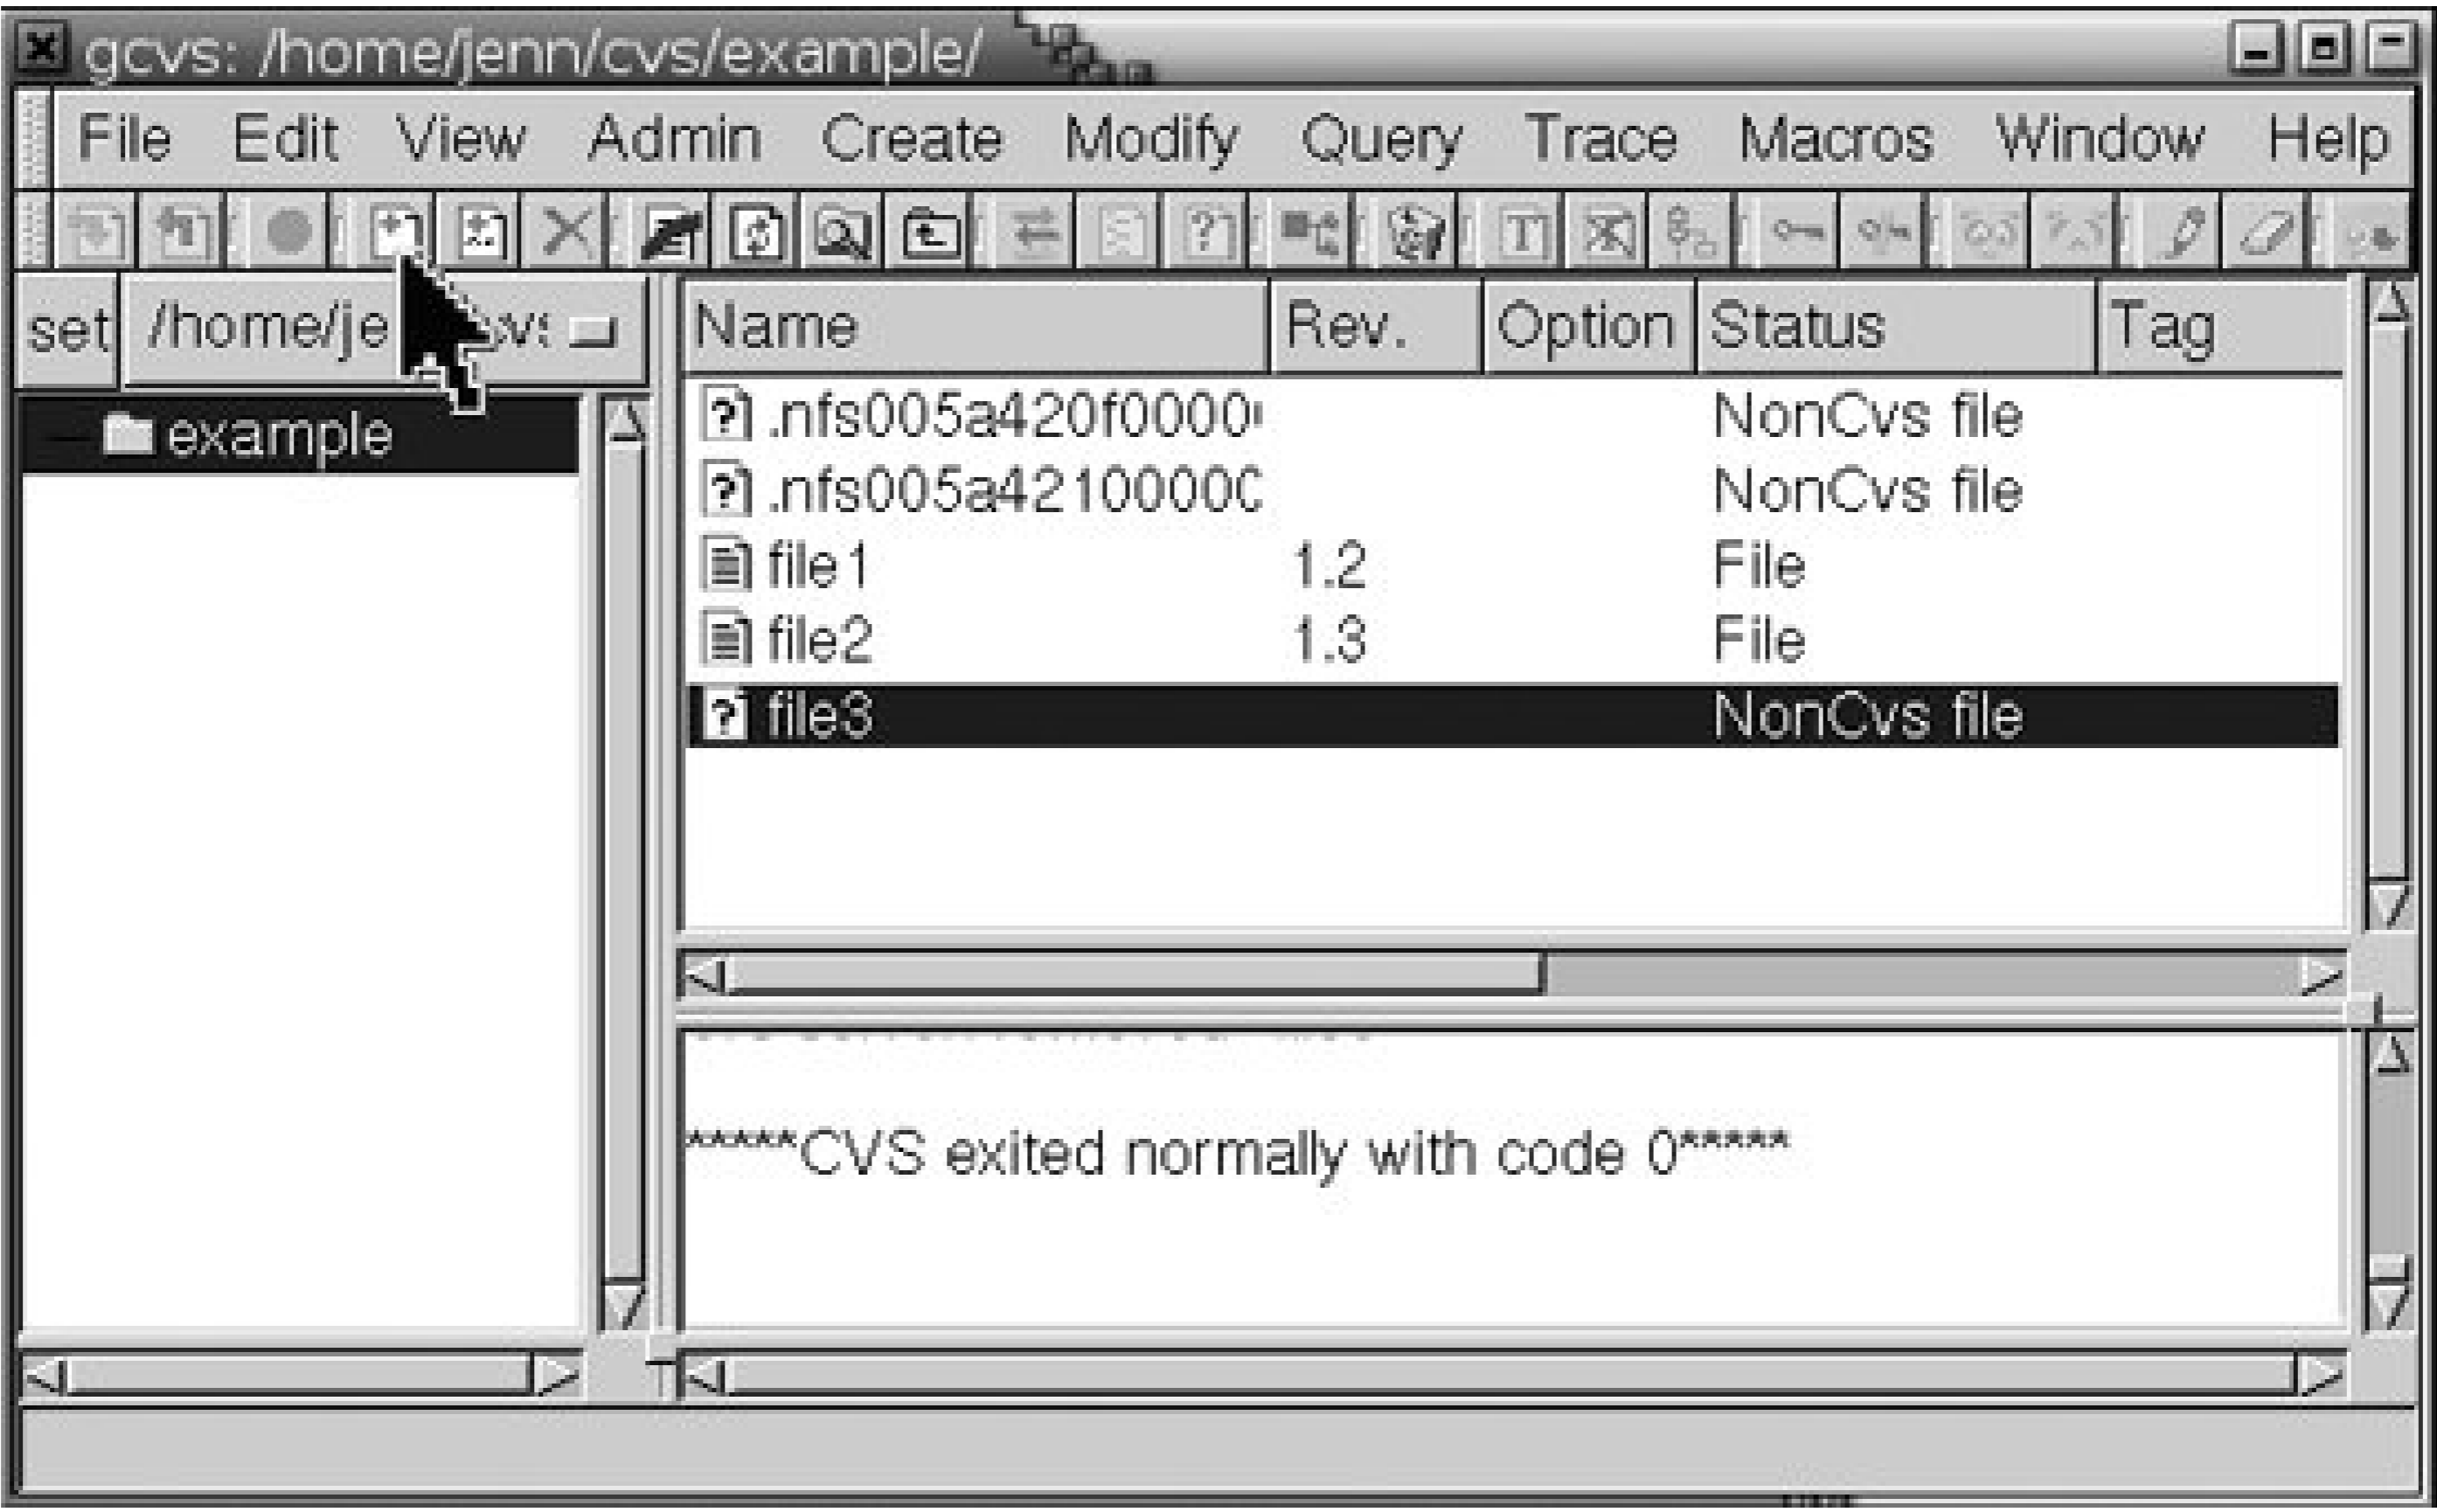 gcvs: /home/jenn/cvs/example/
File Edit View Admin Create Modify Query Trace Macros Window Help
set /home/je
Name Rev. Option Status Tag
example
.nfs005a420f0000 NonCvs file
.nfs005a4210000 NonCvs file
file1 1.2 File
file2 1.3 File
file3 NonCvs file
*****CVS exited normally with code 0*****